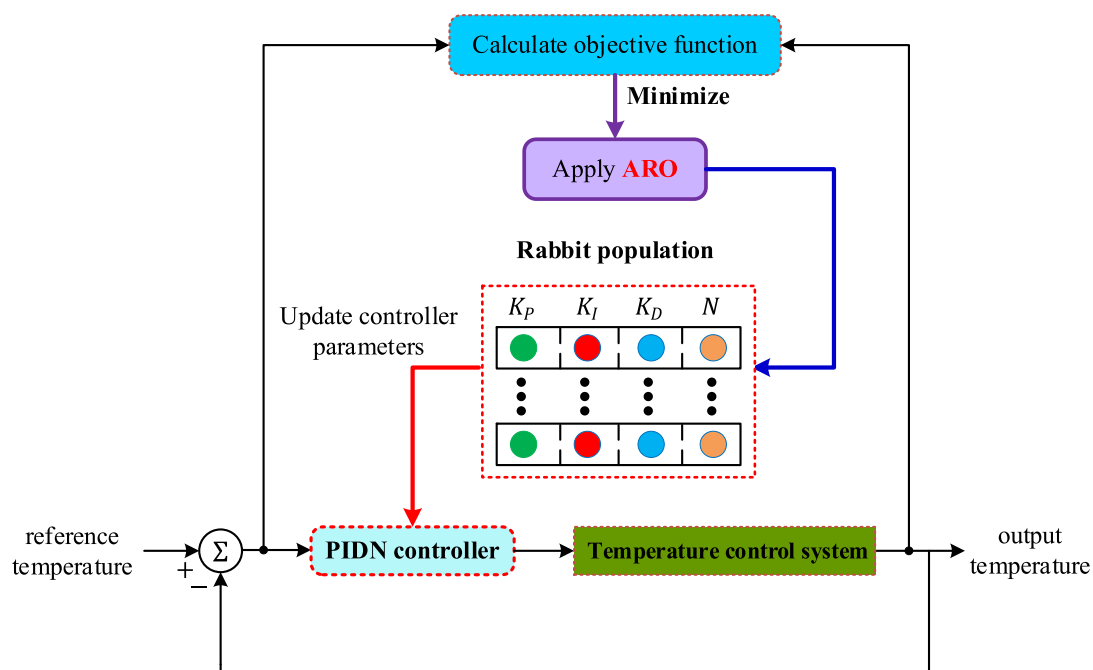 Calculate objective function
Minimize
Apply ARO
Rabbit population
K_P K_I K_D N
Update controller
parameters
reference
temperature
Σ
+
−
PIDN controller
Temperature control system
output
temperature